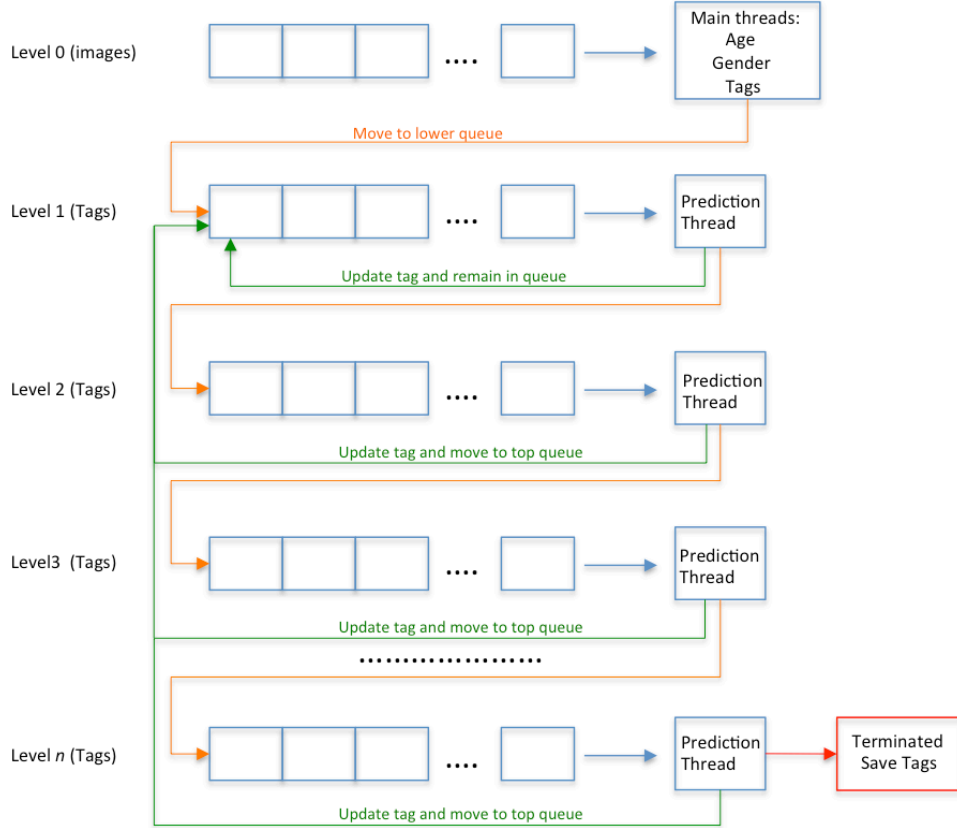 Level 0 (images)
....
Main threads:
Age
Gender
Tags
Move to lower queue
Level 1 (Tags)
....
Prediction
Thread
Update tag and remain in queue
Level 2 (Tags)
....
Prediction
Thread
Update tag and move to top queue
Level3 (Tags)
....
Prediction
Thread
Update tag and move to top queue
........................
Level n (Tags)
....
Prediction
Thread
Terminated
Save Tags
Update tag and move to top queue